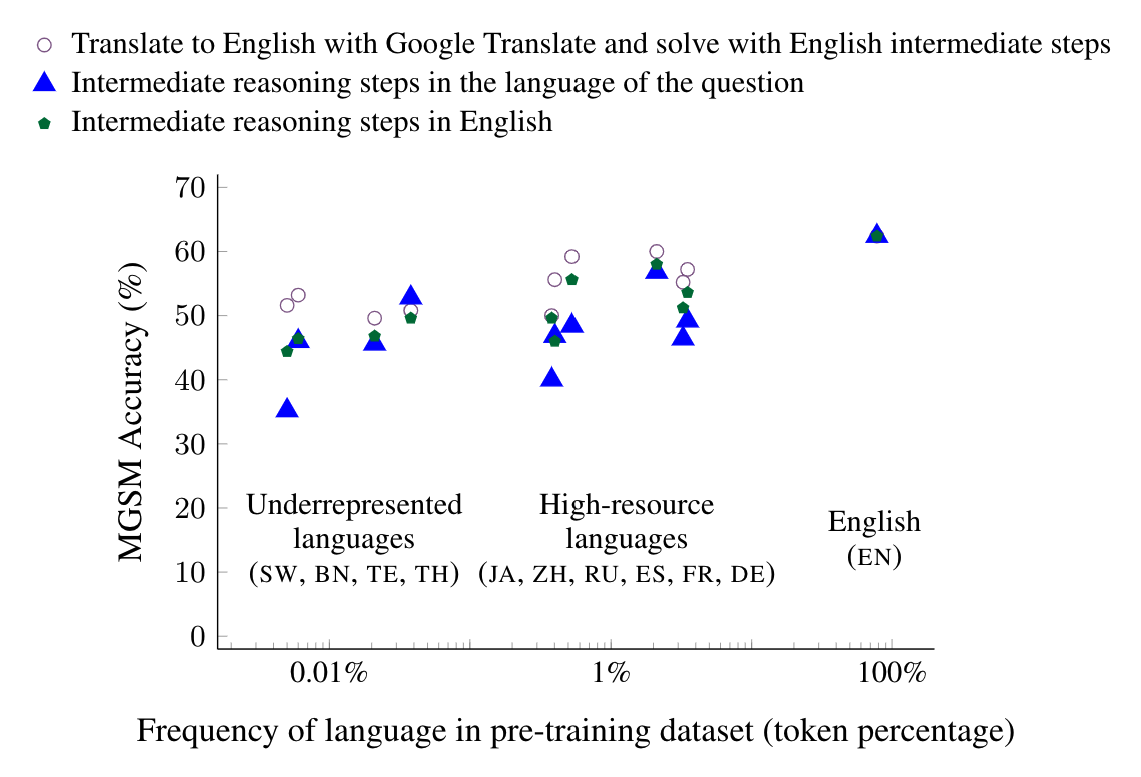 Translate to English with Google Translate and solve with English intermediate steps
Intermediate reasoning steps in the language of the question
Intermediate reasoning steps in English
MGSM Accuracy (%)
70
60
50
40
30
20
10
0
Underrepresented
languages
(SW, BN, TE, TH)
High-resource
languages
(JA, ZH, RU, ES, FR, DE)
English
(EN)
0.01%
1%
100%
Frequency of language in pre-training dataset (token percentage)